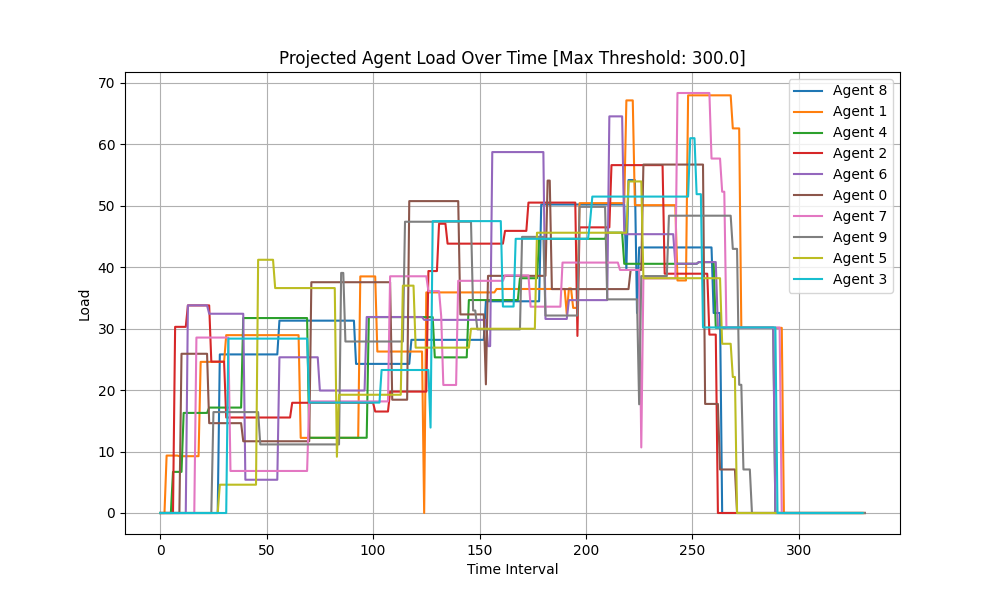 Projected Agent Load Over Time [Max Threshold: 300.0]
70
60
50
40
30
20
10
0
Load
0 50 100 150 200 250 300
Time Interval
Agent 8
Agent 1
Agent 4
Agent 2
Agent 6
Agent 0
Agent 7
Agent 9
Agent 5
Agent 3